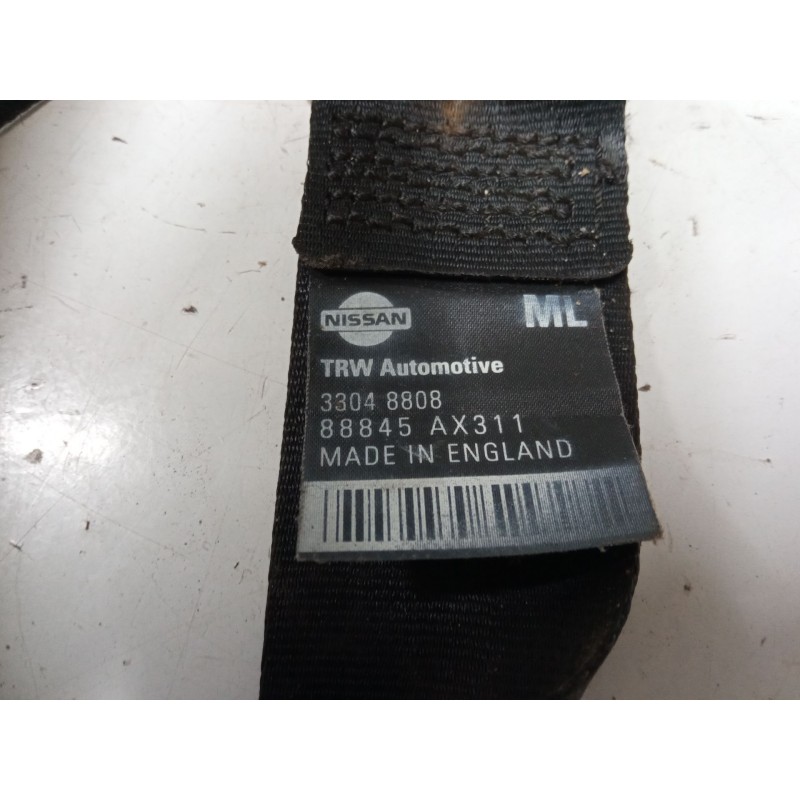 NISSAN
ML
TRW Automotive
3304 8808
88845 AX311
MADE IN ENGLAND